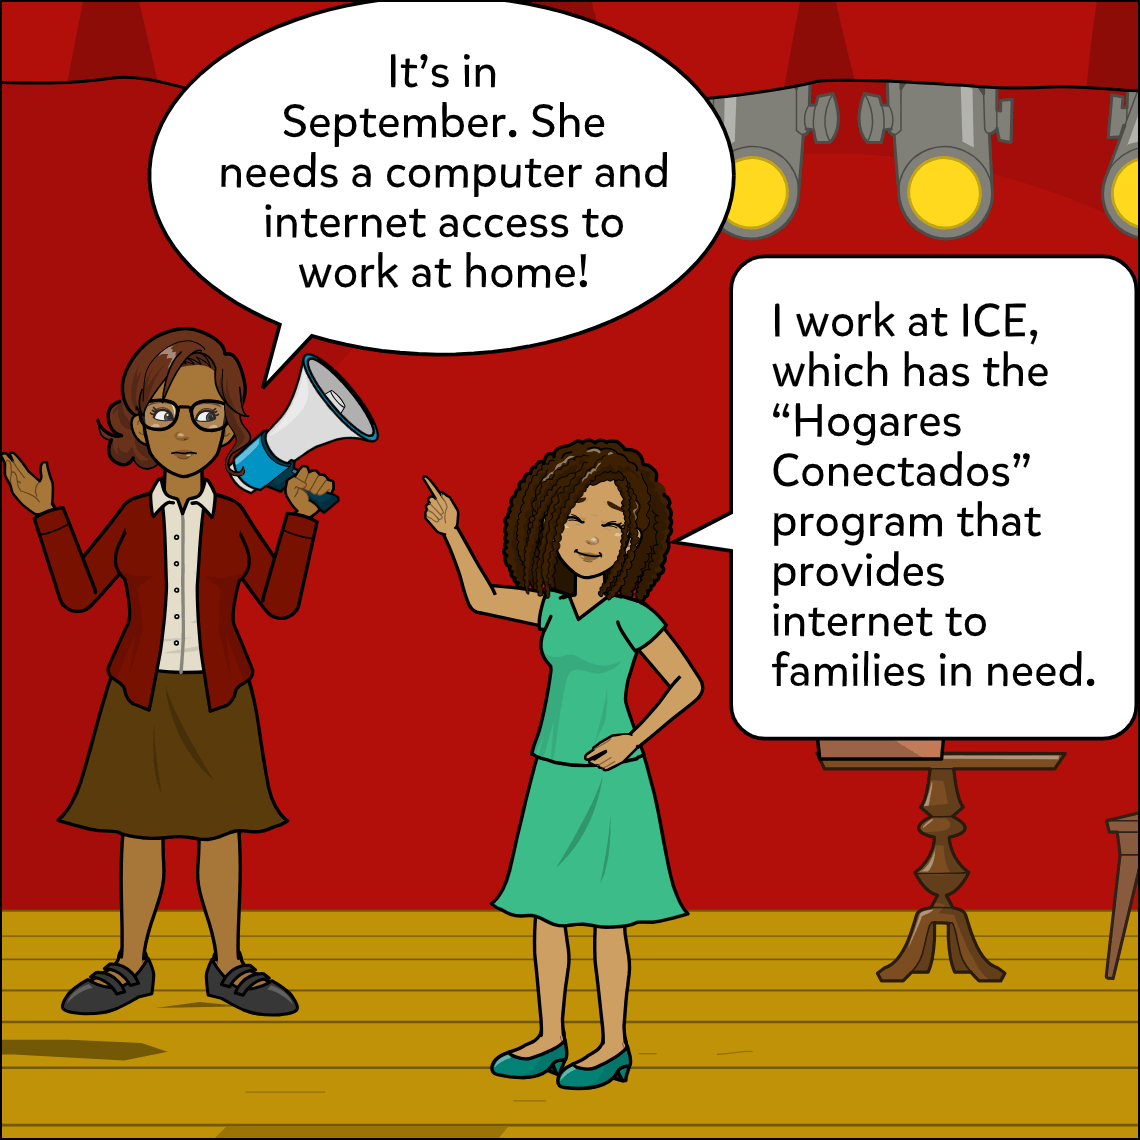 It’s in
September. She
needs a computer and
internet access to
work at home!
I work at ICE,
which has the
“Hogares
Conectados”
program that
provides
internet to
families in need.